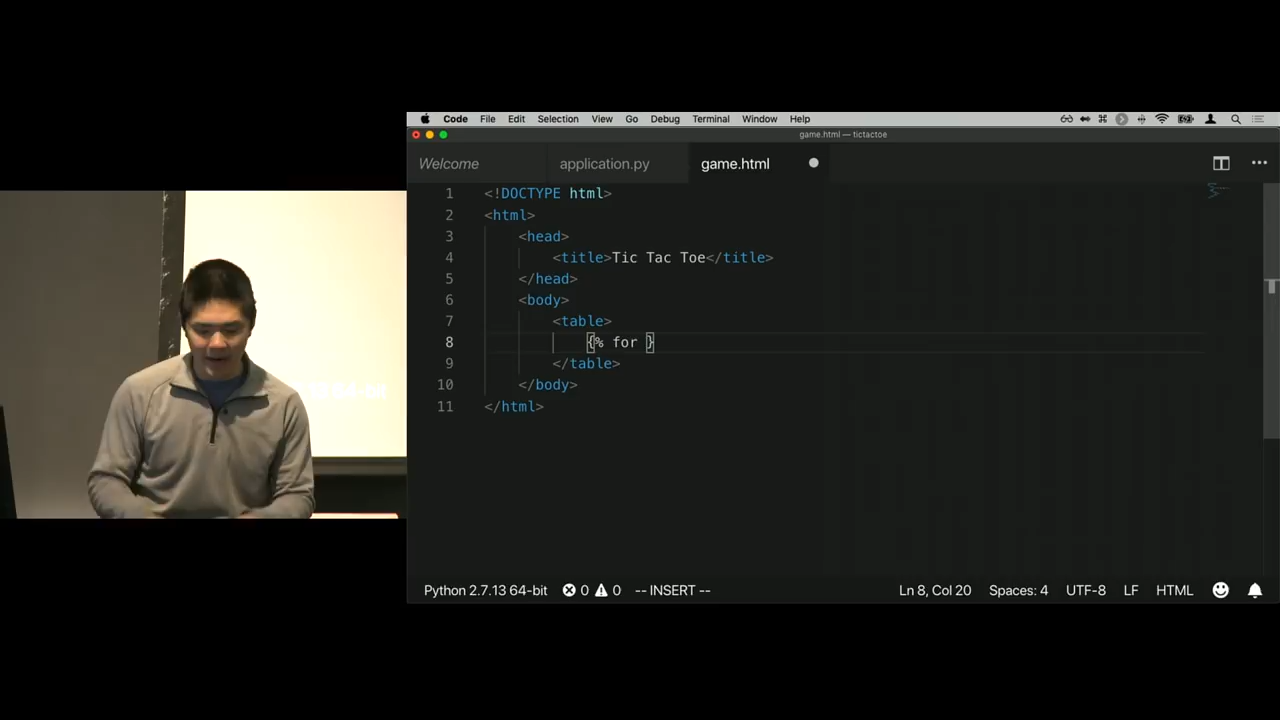 Code File Edit Selection View Go Debug Terminal Window Help
game.html — tictactoe
Welcome application.py game.html
1 <!DOCTYPE html>
2 <html>
3 <head>
4 <title>Tic Tac Toe</title>
5 </head>
6 <body>
7 <table>
8 {% for }
9 </table>
10 </body>
11 </html>
Python 2.7.13 64-bit 0 0 -- INSERT -- Ln 8, Col 20 Spaces: 4 UTF-8 LF HTML